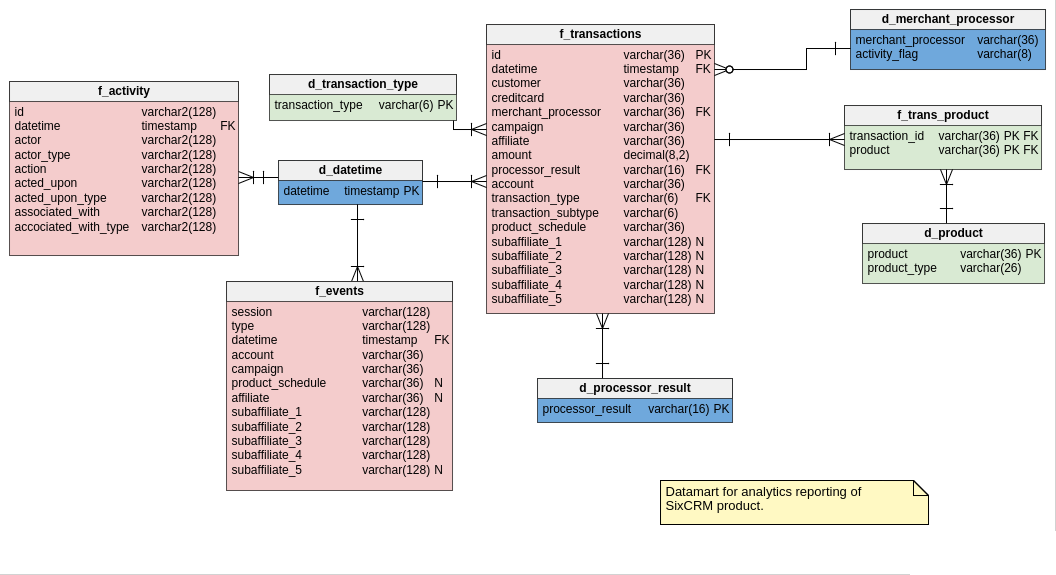 f_activity
id varchar2(128)
datetime timestamp FK
actor varchar2(128)
actor_type varchar2(128)
action varchar2(128)
acted_upon varchar2(128)
acted_upon_type varchar2(128)
associated_with varchar2(128)
accociated_with_type varchar2(128)
d_transaction_type
transaction_type varchar(6) PK
d_datetime
datetime timestamp PK
f_events
session varchar(128)
type varchar(128)
datetime timestamp FK
account varchar(36)
campaign varchar(36)
product_schedule varchar(36) N
affiliate varchar(36) N
subaffiliate_1 varchar(128)
subaffiliate_2 varchar(128)
subaffiliate_3 varchar(128)
subaffiliate_4 varchar(128)
subaffiliate_5 varchar(128) N
f_transactions
id varchar(36) PK
datetime timestamp FK
customer varchar(36)
creditcard varchar(36)
merchant_processor varchar(36) FK
campaign varchar(36)
affiliate varchar(36)
amount decimal(8,2)
processor_result varchar(16) FK
account varchar(36)
transaction_type varchar(6) FK
transaction_subtype varchar(6)
product_schedule varchar(36)
subaffiliate_1 varchar(128) N
subaffiliate_2 varchar(128) N
subaffiliate_3 varchar(128) N
subaffiliate_4 varchar(128) N
subaffiliate_5 varchar(128) N
d_merchant_processor
merchant_processor varchar(36)
activity_flag varchar(8)
f_trans_product
transaction_id varchar(36) PK FK
product varchar(36) PK FK
d_product
product varchar(36) PK
product_type varchar(26)
d_processor_result
processor_result varchar(16) PK
Datamart for analytics reporting of
SixCRM product.